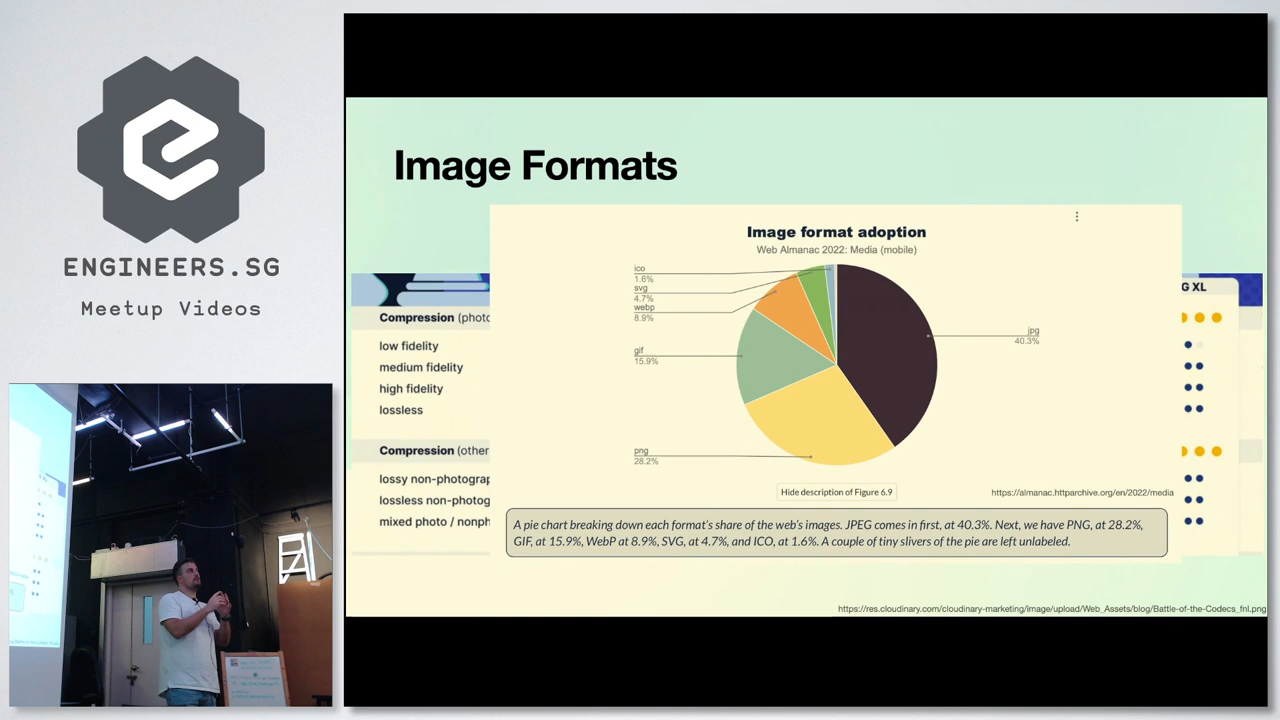 ENGINEERS.SG
Meetup Videos
Image Formats
Image format adoption
Web Almanac 2022: Media (mobile)
ico
1.6%
svg
4.7%
webp
8.9%
gif
15.9%
png
28.2%
jpg
40.3%
Hide description of Figure 6.9
https://almanac.httparchive.org/en/2022/media
A pie chart breaking down each format's share of the web's images. JPEG comes in first, at 40.3%. Next, we have PNG, at 28.2%,
GIF, at 15.9%, WebP at 8.9%, SVG, at 4.7%, and ICO, at 1.6%. A couple of tiny slivers of the pie are left unlabeled.
G XL
Compression (photo
low fidelity
medium fidelity
high fidelity
lossless
Compression (other
lossy non-photograp
lossless non-photog
mixed photo / nonph
https://res.cloudinary.com/cloudinary-marketing/image/upload/Web_Assets/blog/Battle-of-the-Codecs_fnl.png